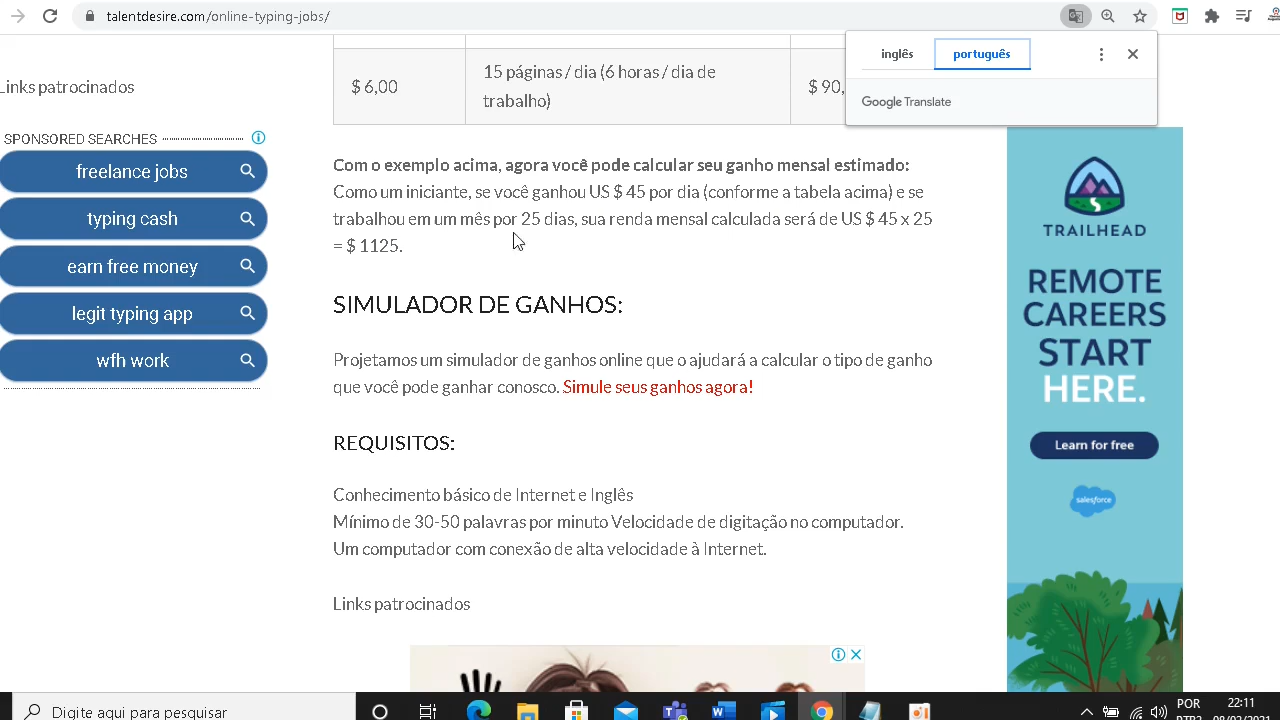 talentdesire.com/online-typing-jobs/
inglês
português
Google Translate
Links patrocinados
SPONSORED SEARCHES
freelance jobs
typing cash
earn free money
legit typing app
wfh work
$ 6,00
15 páginas / dia (6 horas / dia de
trabalho)
$ 90,
Com o exemplo acima, agora você pode calcular seu ganho mensal estimado:
Como um iniciante, se você ganhou US $ 45 por dia (conforme a tabela acima) e se
trabalhou em um mês por 25 dias, sua renda mensal calculada será de US $ 45 x 25
= $ 1125.
SIMULADOR DE GANHOS:
Projetamos um simulador de ganhos online que o ajudará a calcular o tipo de ganho
que você pode ganhar conosco. Simule seus ganhos agora!
REQUISITOS:
Conhecimento básico de Internet e Inglês
Mínimo de 30-50 palavras por minuto Velocidade de digitação no computador.
Um computador com conexão de alta velocidade à Internet.
Links patrocinados
TRAILHEAD
REMOTE
CAREERS
START
HERE.
Learn for free
salesforce
Digite aqui para pesquisar
POR
22:11